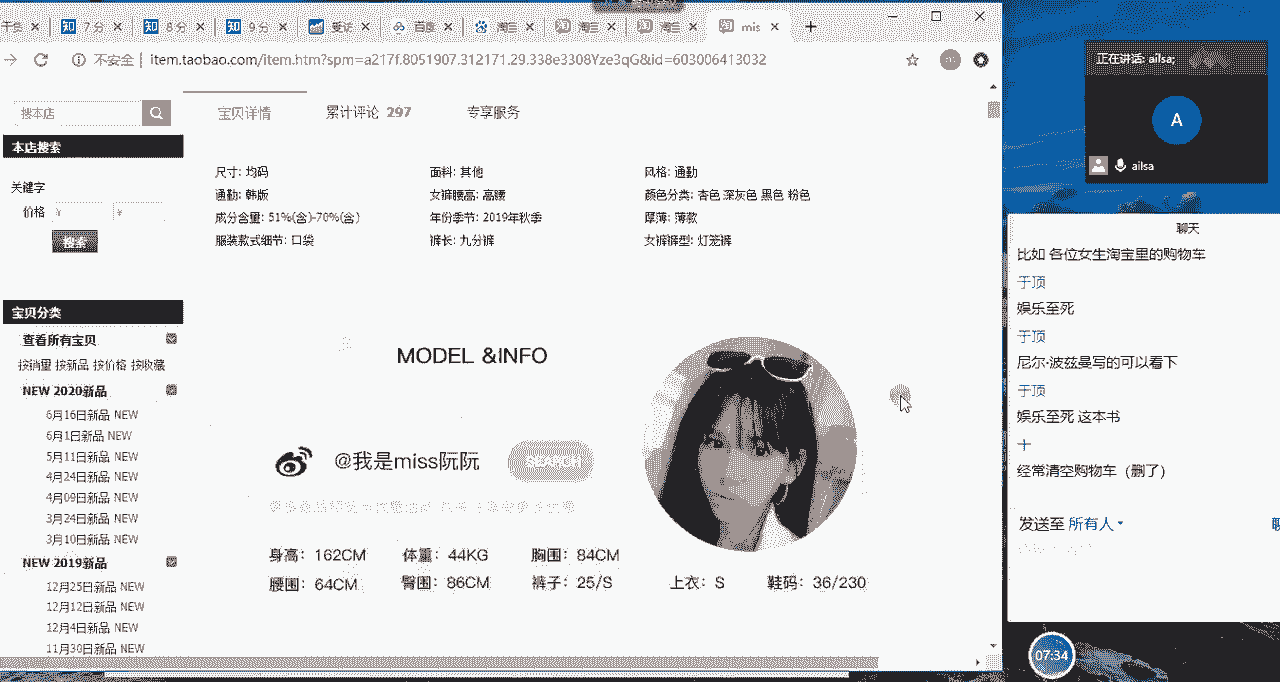 7分
8分
9分
mis
不安全 | item.taobao.com/item.htm?spm=a217f.8051907.312171.29.338e3308Yze3qG&id=603006413032
正在讲话: ailsa;
A
ailsa
搜本店
宝贝详情
累计评论 297
专享服务
本店搜索
关键字
价格 ¥ ¥
搜索
尺寸: 均码
面料: 其他
风格: 通勤
通勤: 韩版
女裤腰高: 高腰
颜色分类: 杏色 深灰色 黑色 粉色
成分含量: 51%(含)-70%(含)
年份季节: 2019年秋季
厚薄: 薄款
服装款式细节: 口袋
裤长: 九分裤
女裤裤型: 灯笼裤
宝贝分类
查看所有宝贝
按销量 按新品 按价格 按收藏
NEW 2020新品
6月16日新品 NEW
6月1日新品 NEW
5月11日新品 NEW
4月24日新品 NEW
4月09日新品 NEW
3月24日新品 NEW
3月10日新品 NEW
NEW 2019新品
12月25日新品 NEW
12月12日新品 NEW
12月4日新品 NEW
11月30日新品 NEW
MODEL &INFO
@我是miss阮阮
SEARCH
身高：162CM
体重：44KG
胸围：84CM
腰围：64CM
臀围：86CM
裤子：25/S
上衣：S
鞋码：36/230
聊天
比如 各位女生淘宝里的购物车
于顶
娱乐至死
于顶
尼尔·波兹曼写的可以看下
于顶
娱乐至死 这本书
十
经常清空购物车（删了）
发送至 所有人
07:34